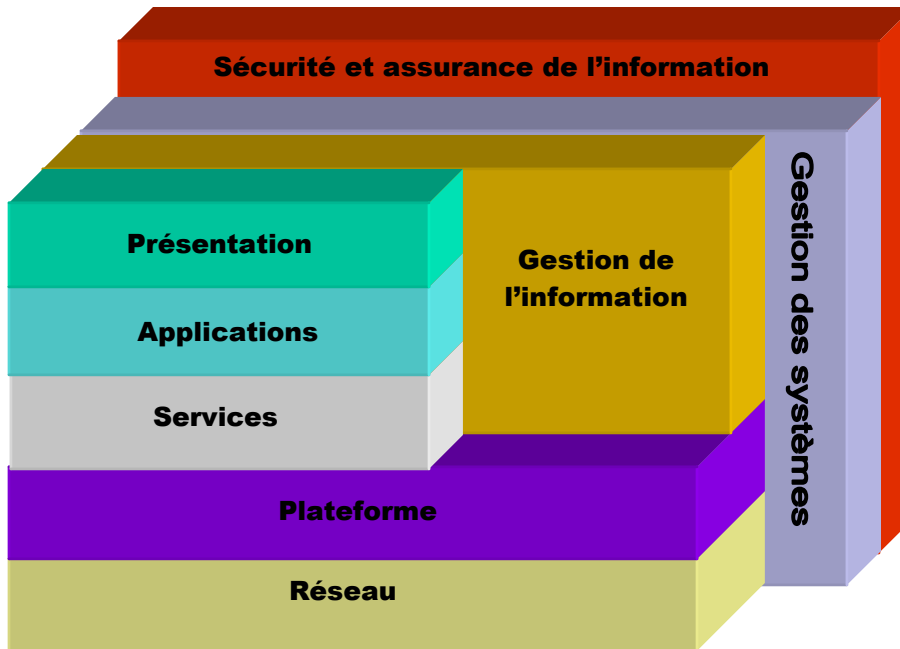 Sécurité et assurance de l’information
Présentation
Gestion de
l’information
Applications
Services
Gestion des systèmes
Plateforme
Réseau